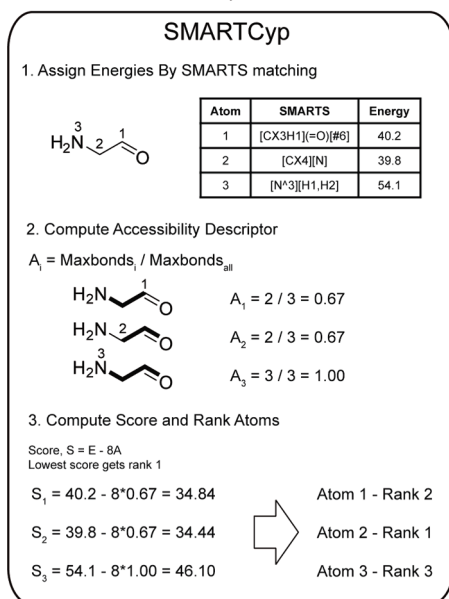 SMARTCyp
1. Assign Energies By SMARTS matching
Atom SMARTS Energy
1 [CX3H1](=O)[#6] 40.2
2 [CX4][N] 39.8
3 [N^3][H1,H2] 54.1
3
H₂N 2 1 O
2. Compute Accessibility Descriptor
Aᵢ = Maxbondsᵢ / Maxbondsₐₗₗ
1
H₂N O A₁ = 2 / 3 = 0.67
H₂N 2 O A₂ = 2 / 3 = 0.67
3
H₂N O A₃ = 3 / 3 = 1.00
3. Compute Score and Rank Atoms
Score, S = E - 8A
Lowest score gets rank 1
S₁ = 40.2 - 8*0.67 = 34.84 Atom 1 - Rank 2
S₂ = 39.8 - 8*0.67 = 34.44 Atom 2 - Rank 1
S₃ = 54.1 - 8*1.00 = 46.10 Atom 3 - Rank 3